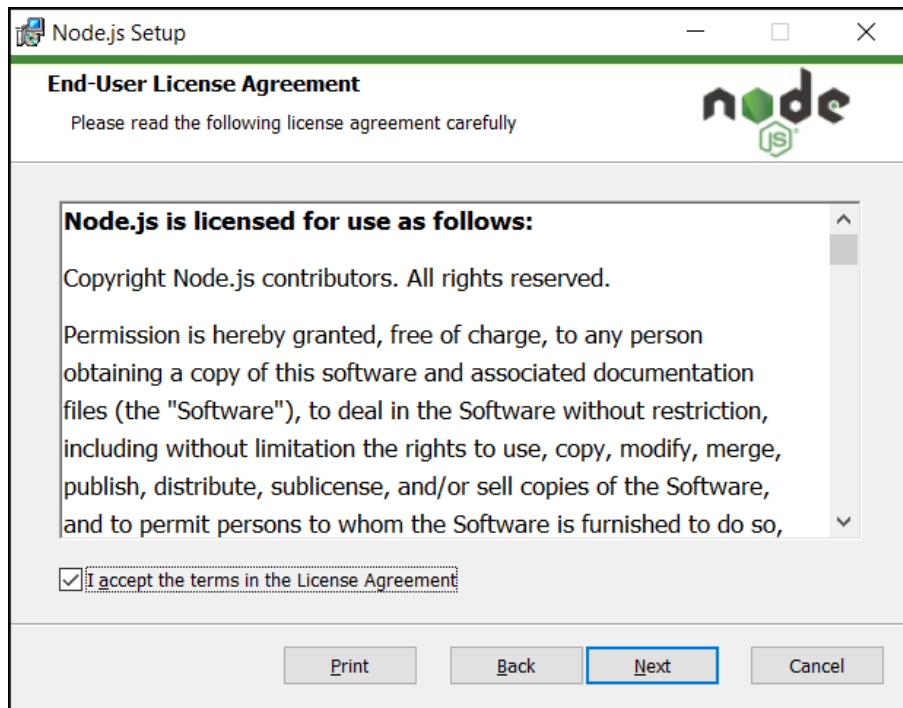 Node.js Setup
End-User License Agreement
Please read the following license agreement carefully
node
JS
Node.js is licensed for use as follows:
Copyright Node.js contributors. All rights reserved.
Permission is hereby granted, free of charge, to any person
obtaining a copy of this software and associated documentation
files (the "Software"), to deal in the Software without restriction,
including without limitation the rights to use, copy, modify, merge,
publish, distribute, sublicense, and/or sell copies of the Software,
and to permit persons to whom the Software is furnished to do so,
I accept the terms in the License Agreement
Print Back Next Cancel